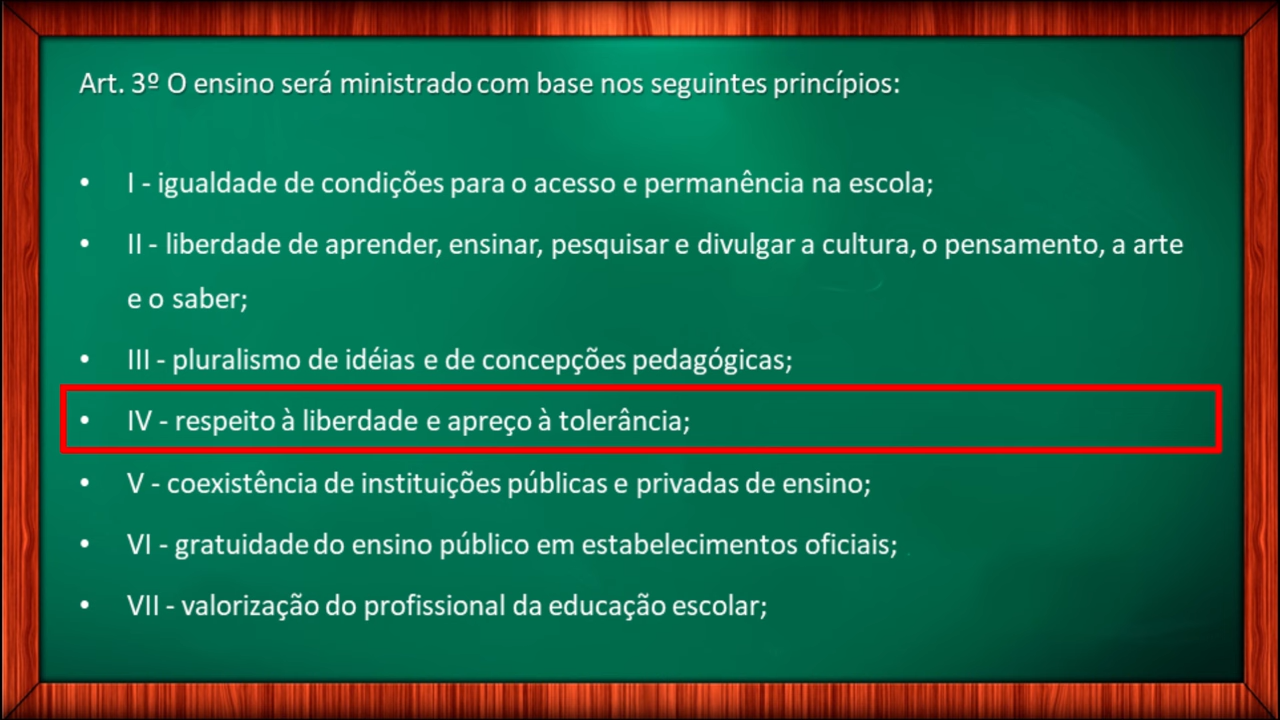 Art. 3º O ensino será ministrado com base nos seguintes princípios:
• I - igualdade de condições para o acesso e permanência na escola;
• II - liberdade de aprender, ensinar, pesquisar e divulgar a cultura, o pensamento, a arte
e o saber;
• III - pluralismo de idéias e de concepções pedagógicas;
• IV - respeito à liberdade e apreço à tolerância;
• V - coexistência de instituições públicas e privadas de ensino;
• VI - gratuidade do ensino público em estabelecimentos oficiais;
• VII - valorização do profissional da educação escolar;